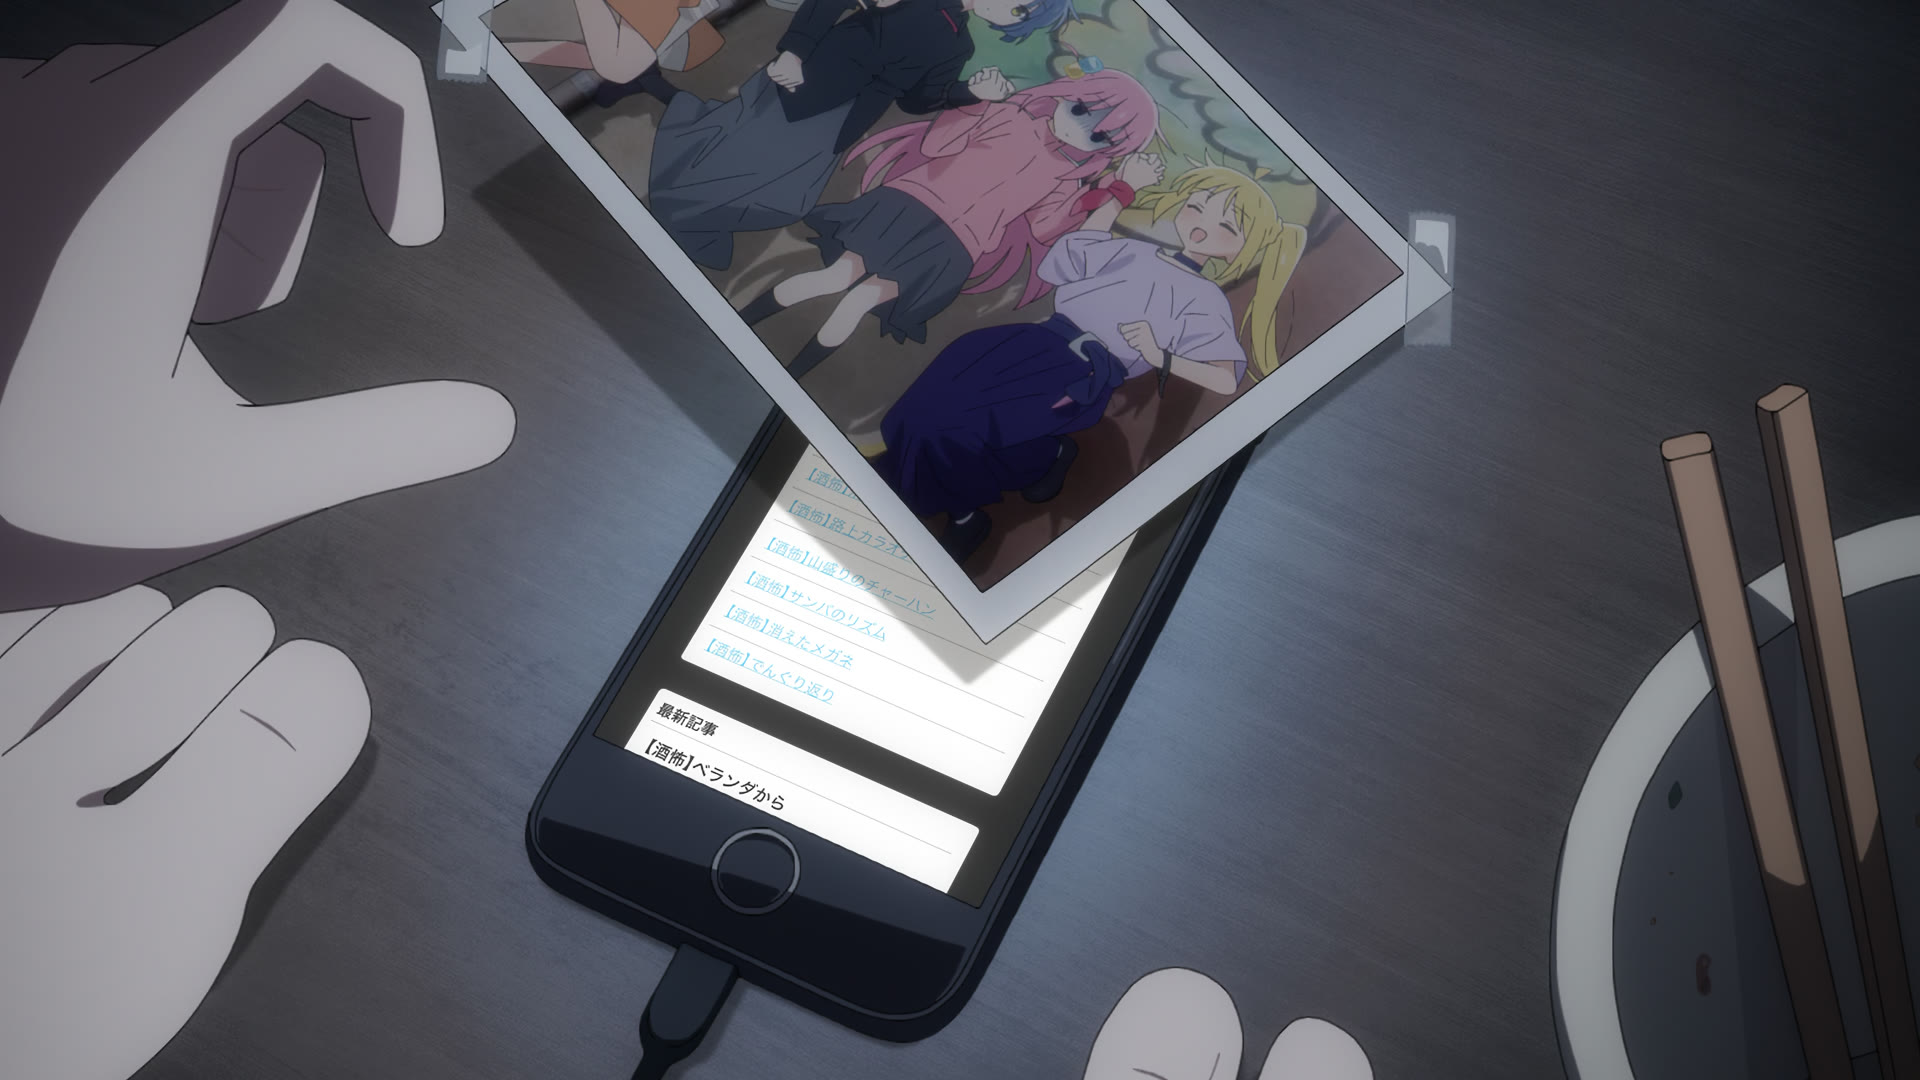 【酒怖】
【酒怖】路上カラオ
【酒怖】山盛りのチャーハン
【酒怖】サンバのリズム
【酒怖】消えたメガネ
【酒怖】でんぐり返り
最新記事
【酒怖】ベランダから